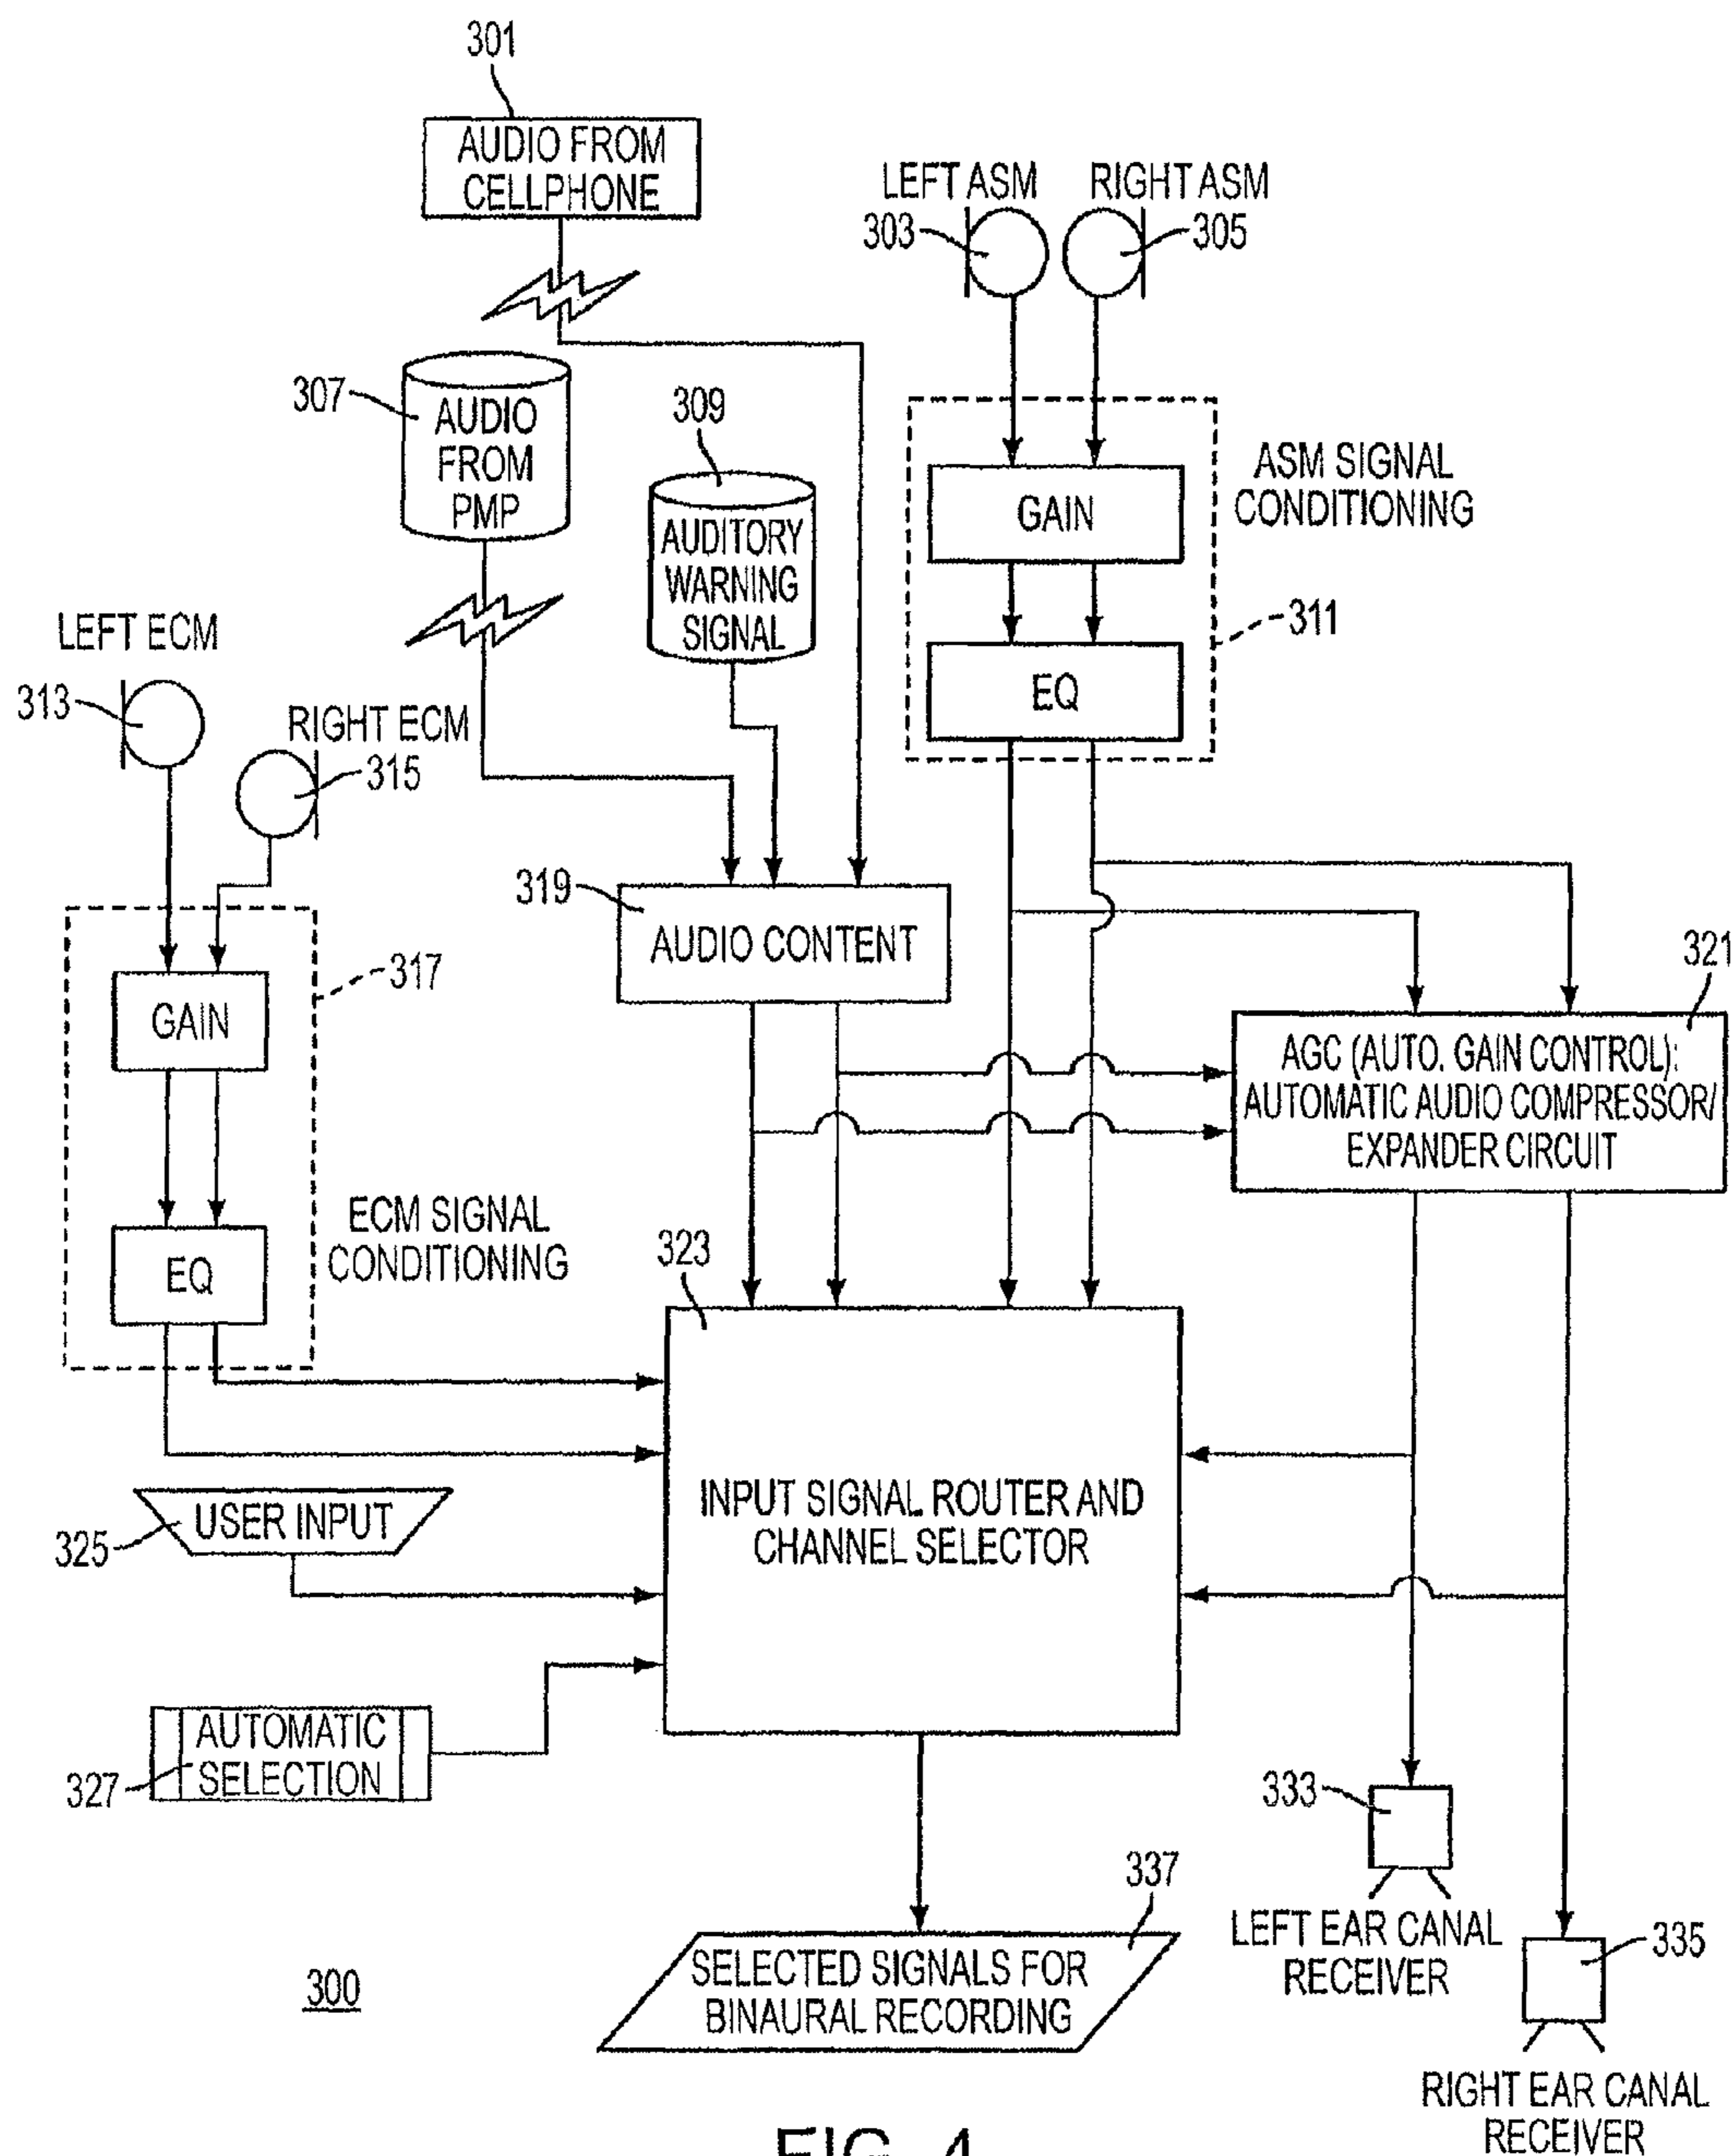 301
AUDIO FROM
CELLPHONE
LEFT ASM
RIGHT ASM
303
305
307
AUDIO
FROM
PMP
309
AUDITORY
WARNING
SIGNAL
GAIN
ASM SIGNAL
CONDITIONING
EQ
311
LEFT ECM
313
RIGHT ECM
315
319
AUDIO CONTENT
317
GAIN
321
AGC (AUTO. GAIN CONTROL):
AUTOMATIC AUDIO COMPRESSOR/
EXPANDER CIRCUIT
EQ
ECM SIGNAL
CONDITIONING
323
INPUT SIGNAL ROUTER AND
CHANNEL SELECTOR
USER INPUT
325
AUTOMATIC
SELECTION
327
333
LEFT EAR CANAL
RECEIVER
337
SELECTED SIGNALS FOR
BINAURAL RECORDING
335
RIGHT EAR CANAL
RECEIVER
300
FIG. 4